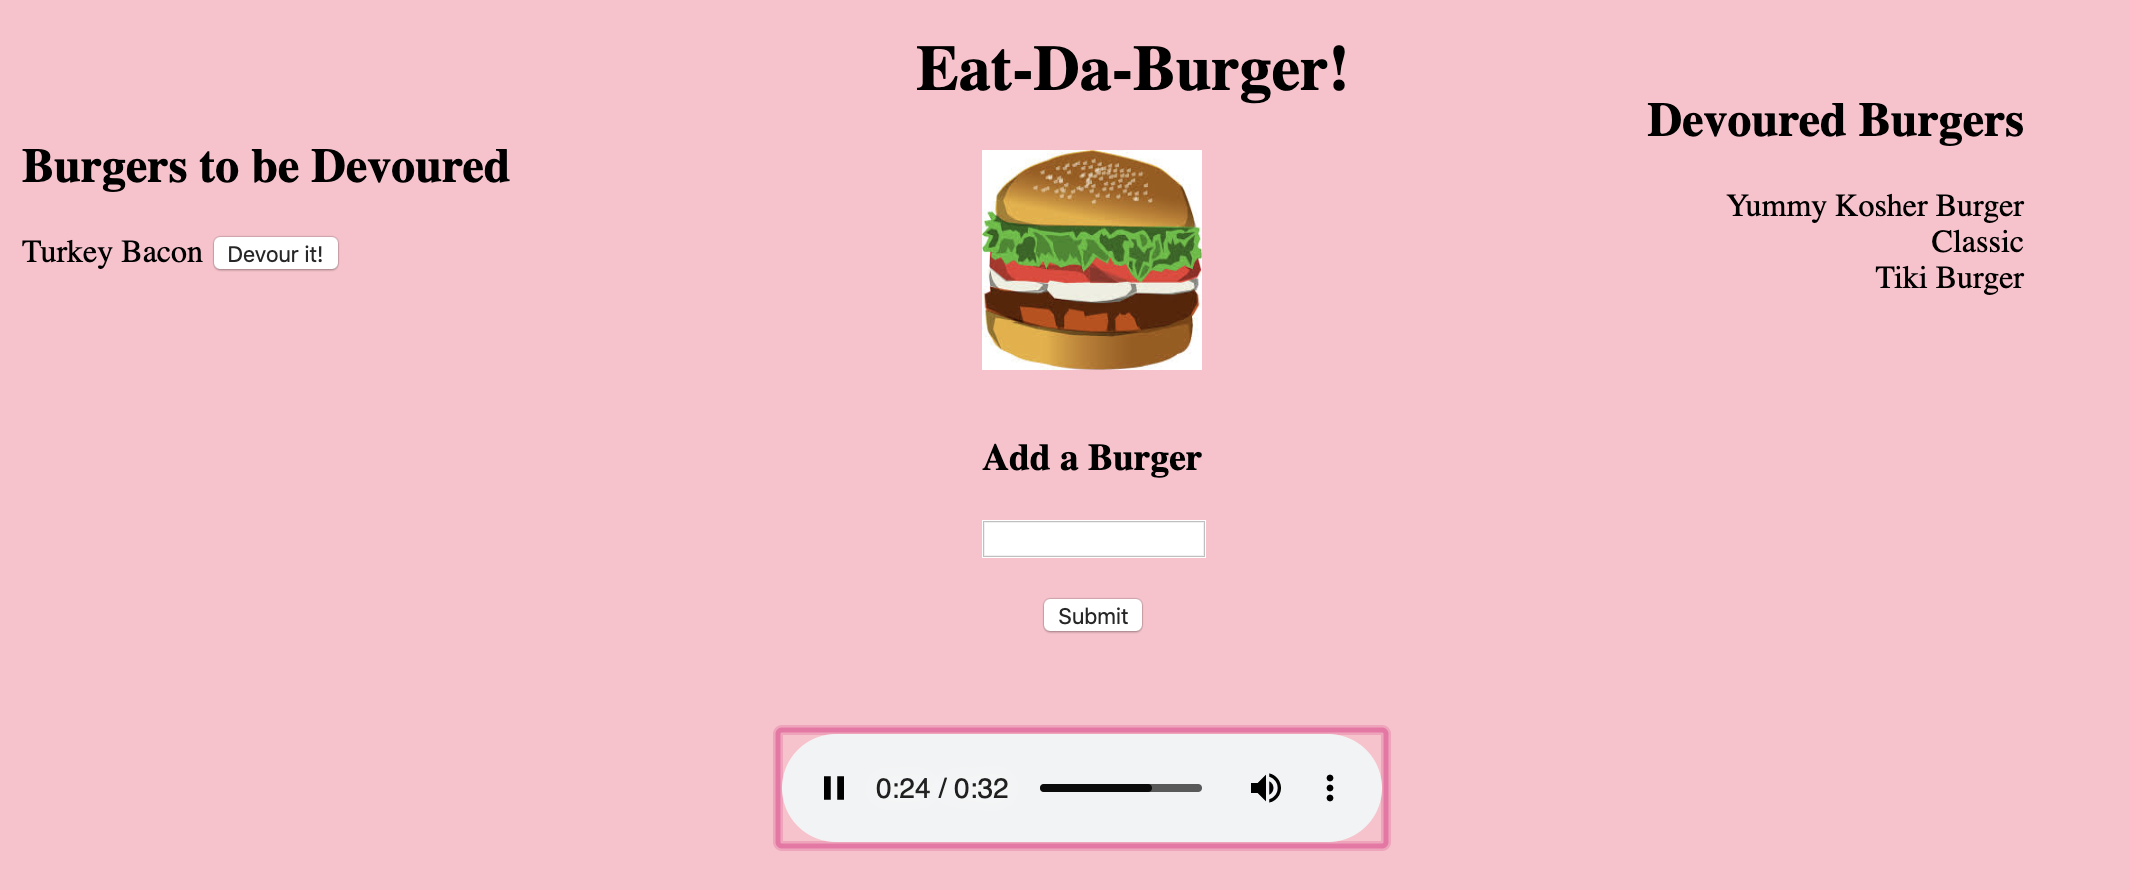 Eat-Da-Burger!
Burgers to be Devoured
Turkey Bacon Devour it!
Devoured Burgers
Yummy Kosher Burger
Classic
Tiki Burger
Add a Burger
Submit
0:24 / 0:32